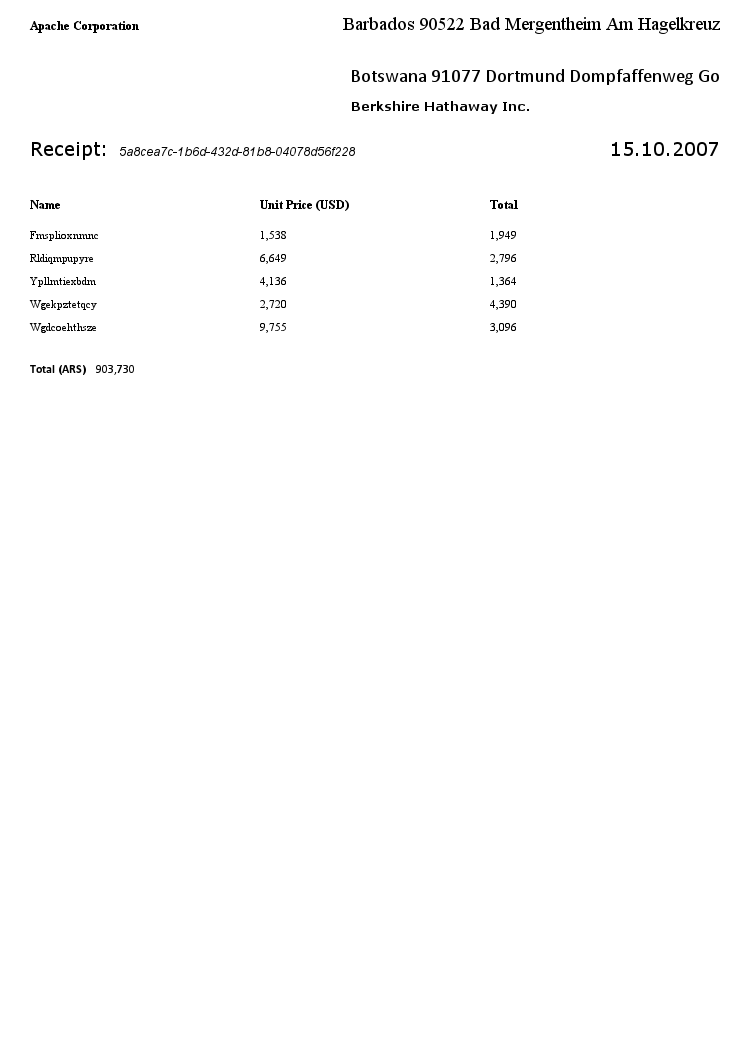 Apache Corporation Barbados 90522 Bad Mergentheim Am Hagelkreuz
Botswana 91077 Dortmund Dompfaffenweg Go
Berkshire Hathaway Inc.
Receipt: 5a8cea7c-1b6d-432d-81b8-04078d56f228 15.10.2007
Name Unit Price (USD) Total
Fmsplioxnmnc 1,538 1,949
Rldiqmpupyre 6,649 2,796
Ypllmtiexbdm 4,136 1,364
Wgekpztetqcy 2,720 4,390
Wgdcoehthsze 9,755 3,096
Total (ARS) 903,730